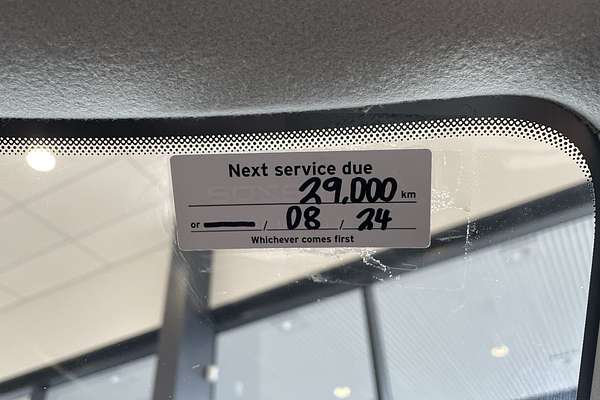 Next service due
29,000 km
or — / 08 / 24
Whichever comes first